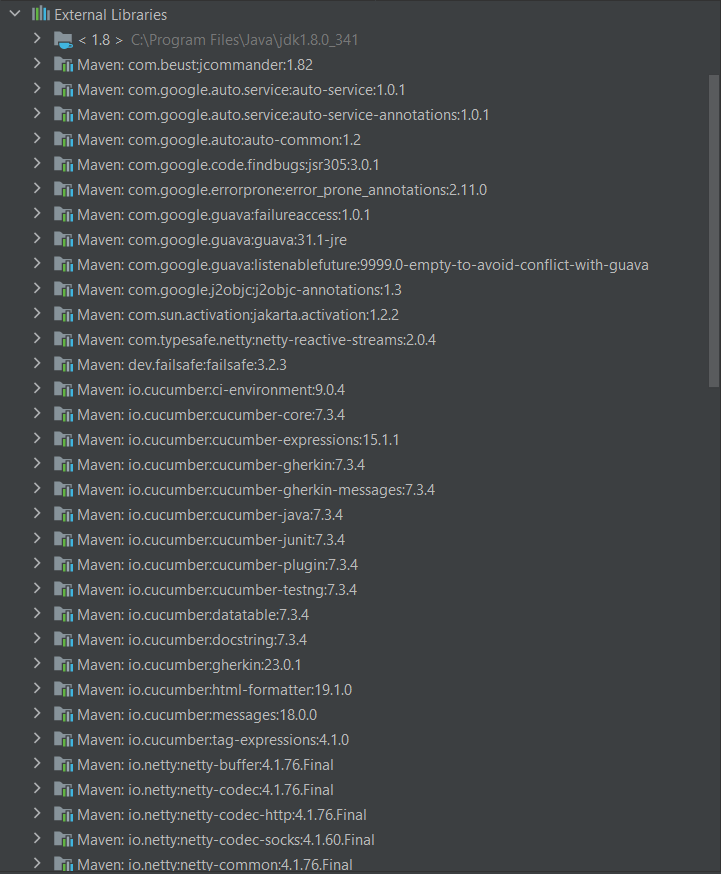 External Libraries
< 1.8 > C:\Program Files\Java\jdk1.8.0_341
Maven: com.beust:jcommander:1.82
Maven: com.google.auto.service:auto-service:1.0.1
Maven: com.google.auto.service:auto-service-annotations:1.0.1
Maven: com.google.auto:auto-common:1.2
Maven: com.google.code.findbugs:jsr305:3.0.1
Maven: com.google.errorprone:error_prone_annotations:2.11.0
Maven: com.google.guava:failureaccess:1.0.1
Maven: com.google.guava:guava:31.1-jre
Maven: com.google.guava:listenablefuture:9999.0-empty-to-avoid-conflict-with-guava
Maven: com.google.j2objc:j2objc-annotations:1.3
Maven: com.sun.activation:jakarta.activation:1.2.2
Maven: com.typesafe.netty:netty-reactive-streams:2.0.4
Maven: dev.failsafe:failsafe:3.2.3
Maven: io.cucumber:ci-environment:9.0.4
Maven: io.cucumber:cucumber-core:7.3.4
Maven: io.cucumber:cucumber-expressions:15.1.1
Maven: io.cucumber:cucumber-gherkin:7.3.4
Maven: io.cucumber:cucumber-gherkin-messages:7.3.4
Maven: io.cucumber:cucumber-java:7.3.4
Maven: io.cucumber:cucumber-junit:7.3.4
Maven: io.cucumber:cucumber-plugin:7.3.4
Maven: io.cucumber:cucumber-testng:7.3.4
Maven: io.cucumber:datatable:7.3.4
Maven: io.cucumber:docstring:7.3.4
Maven: io.cucumber:gherkin:23.0.1
Maven: io.cucumber:html-formatter:19.1.0
Maven: io.cucumber:messages:18.0.0
Maven: io.cucumber:tag-expressions:4.1.0
Maven: io.netty:netty-buffer:4.1.76.Final
Maven: io.netty:netty-codec:4.1.76.Final
Maven: io.netty:netty-codec-http:4.1.76.Final
Maven: io.netty:netty-codec-socks:4.1.60.Final
Maven: io.netty:netty-common:4.1.76.Final